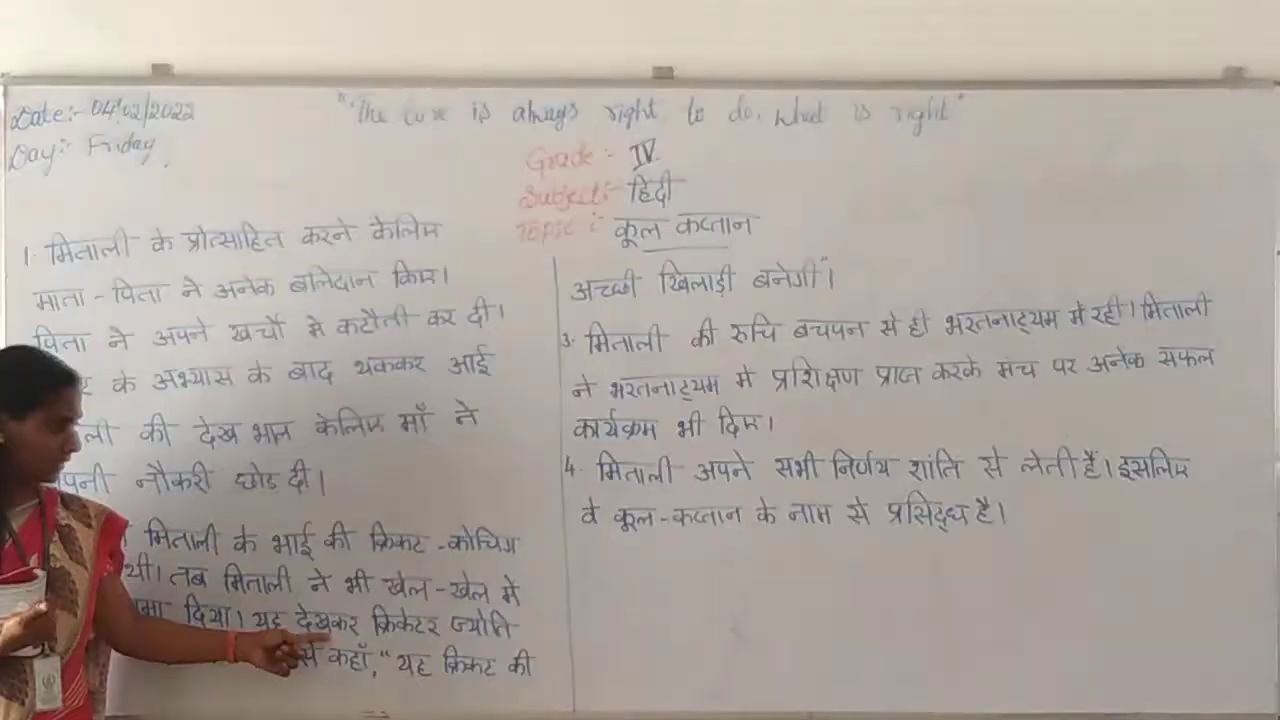 Date:- 04/02/2022
Day:- Friday
"The time is always right to do, what is right"
Grade:- IV
Subject:- हिंदी
Topic:- कूल कप्तान
1. मिताली के प्रोत्साहित करने केलिए
माता - पिता ने अनेक बलिदान किए।
पिता ने अपने खर्चों मे कटौती कर दी।
के अभ्यास के बाद थककर आई
की देख भाल केलिए माँ ने
नौकरी छोड दी।
मिताली के भाई की क्रिकट - कोचिंग
थी। तब मिताली ने भी खेल - खेल मे
दिया। यह देखकर क्रिकेटर ज्योति
से कहाँ, "यह क्रिकट की
अच्छी खिलाड़ी बनेगी"।
3. मिताली की रुचि बचपन से ही भरतनाट्यम मे रही। मिताली
ने भरतनाट्यम मे प्रशिक्षण प्राप्त करके मंच पर अनेक सफल
कार्यक्रम भी दिए।
4. मिताली अपने सभी निर्णय शांति से लेती हैं। इसलिए
वे कूल - कप्तान के नाम से प्रसिद्ध है।